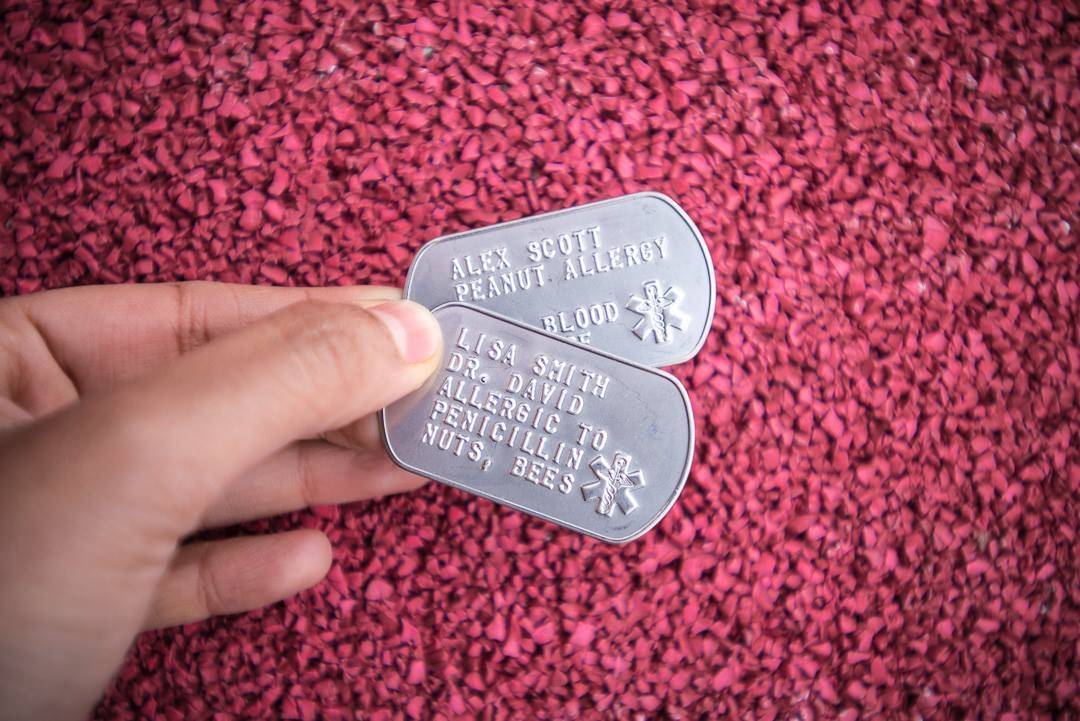 ALEX SCOTT
PEANUT ALLERGY
BLOOD
LISA SMITH
DR. DAVID
ALLERGIC TO
PENICILLIN
NUTS, BEES